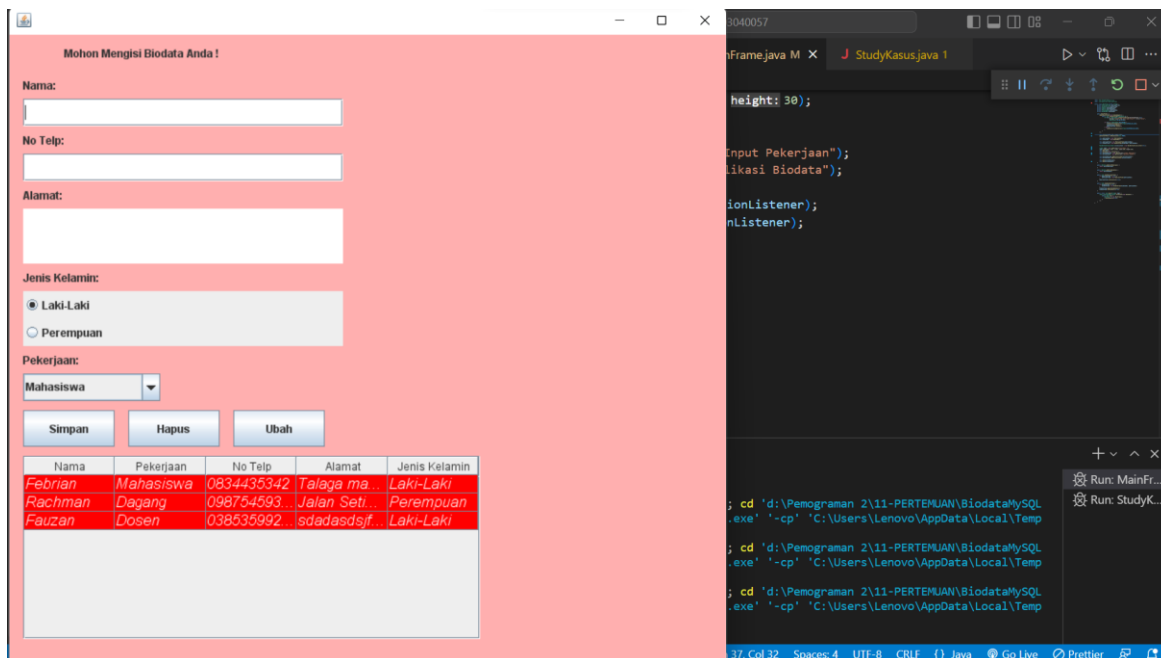 Mohon Mengisi Biodata Anda !
Nama:
No Telp:
Alamat:
Jenis Kelamin:
Laki-Laki
Perempuan
Pekerjaan:
Mahasiswa
Simpan Hapus Ubah
Nama Pekerjaan No Telp Alamat Jenis Kelamin
Febrian Mahasiswa 0834435342 Talaga ma... Laki-Laki
Rachman Dagang 098754593... Jalan Seti... Perempuan
Fauzan Dosen 038535992... sdadasdsjf... Laki-Laki
3040057
nFrame.java M J StudyKasus.java 1
height: 30);
Input Pekerjaan");
likasi Biodata");
ionListener);
nListener);
Run: MainFr...
Run: StudyK...
; cd 'd:\Pemograman 2\11-PERTEMUAN\BiodataMySQL
.exe' '-cp' 'C:\Users\Lenovo\AppData\Local\Temp
; cd 'd:\Pemograman 2\11-PERTEMUAN\BiodataMySQL
.exe' '-cp' 'C:\Users\Lenovo\AppData\Local\Temp
; cd 'd:\Pemograman 2\11-PERTEMUAN\BiodataMySQL
.exe' '-cp' 'C:\Users\Lenovo\AppData\Local\Temp
37, Col 32 Spaces: 4 UTF-8 CRLF {} Java Go Live Prettier